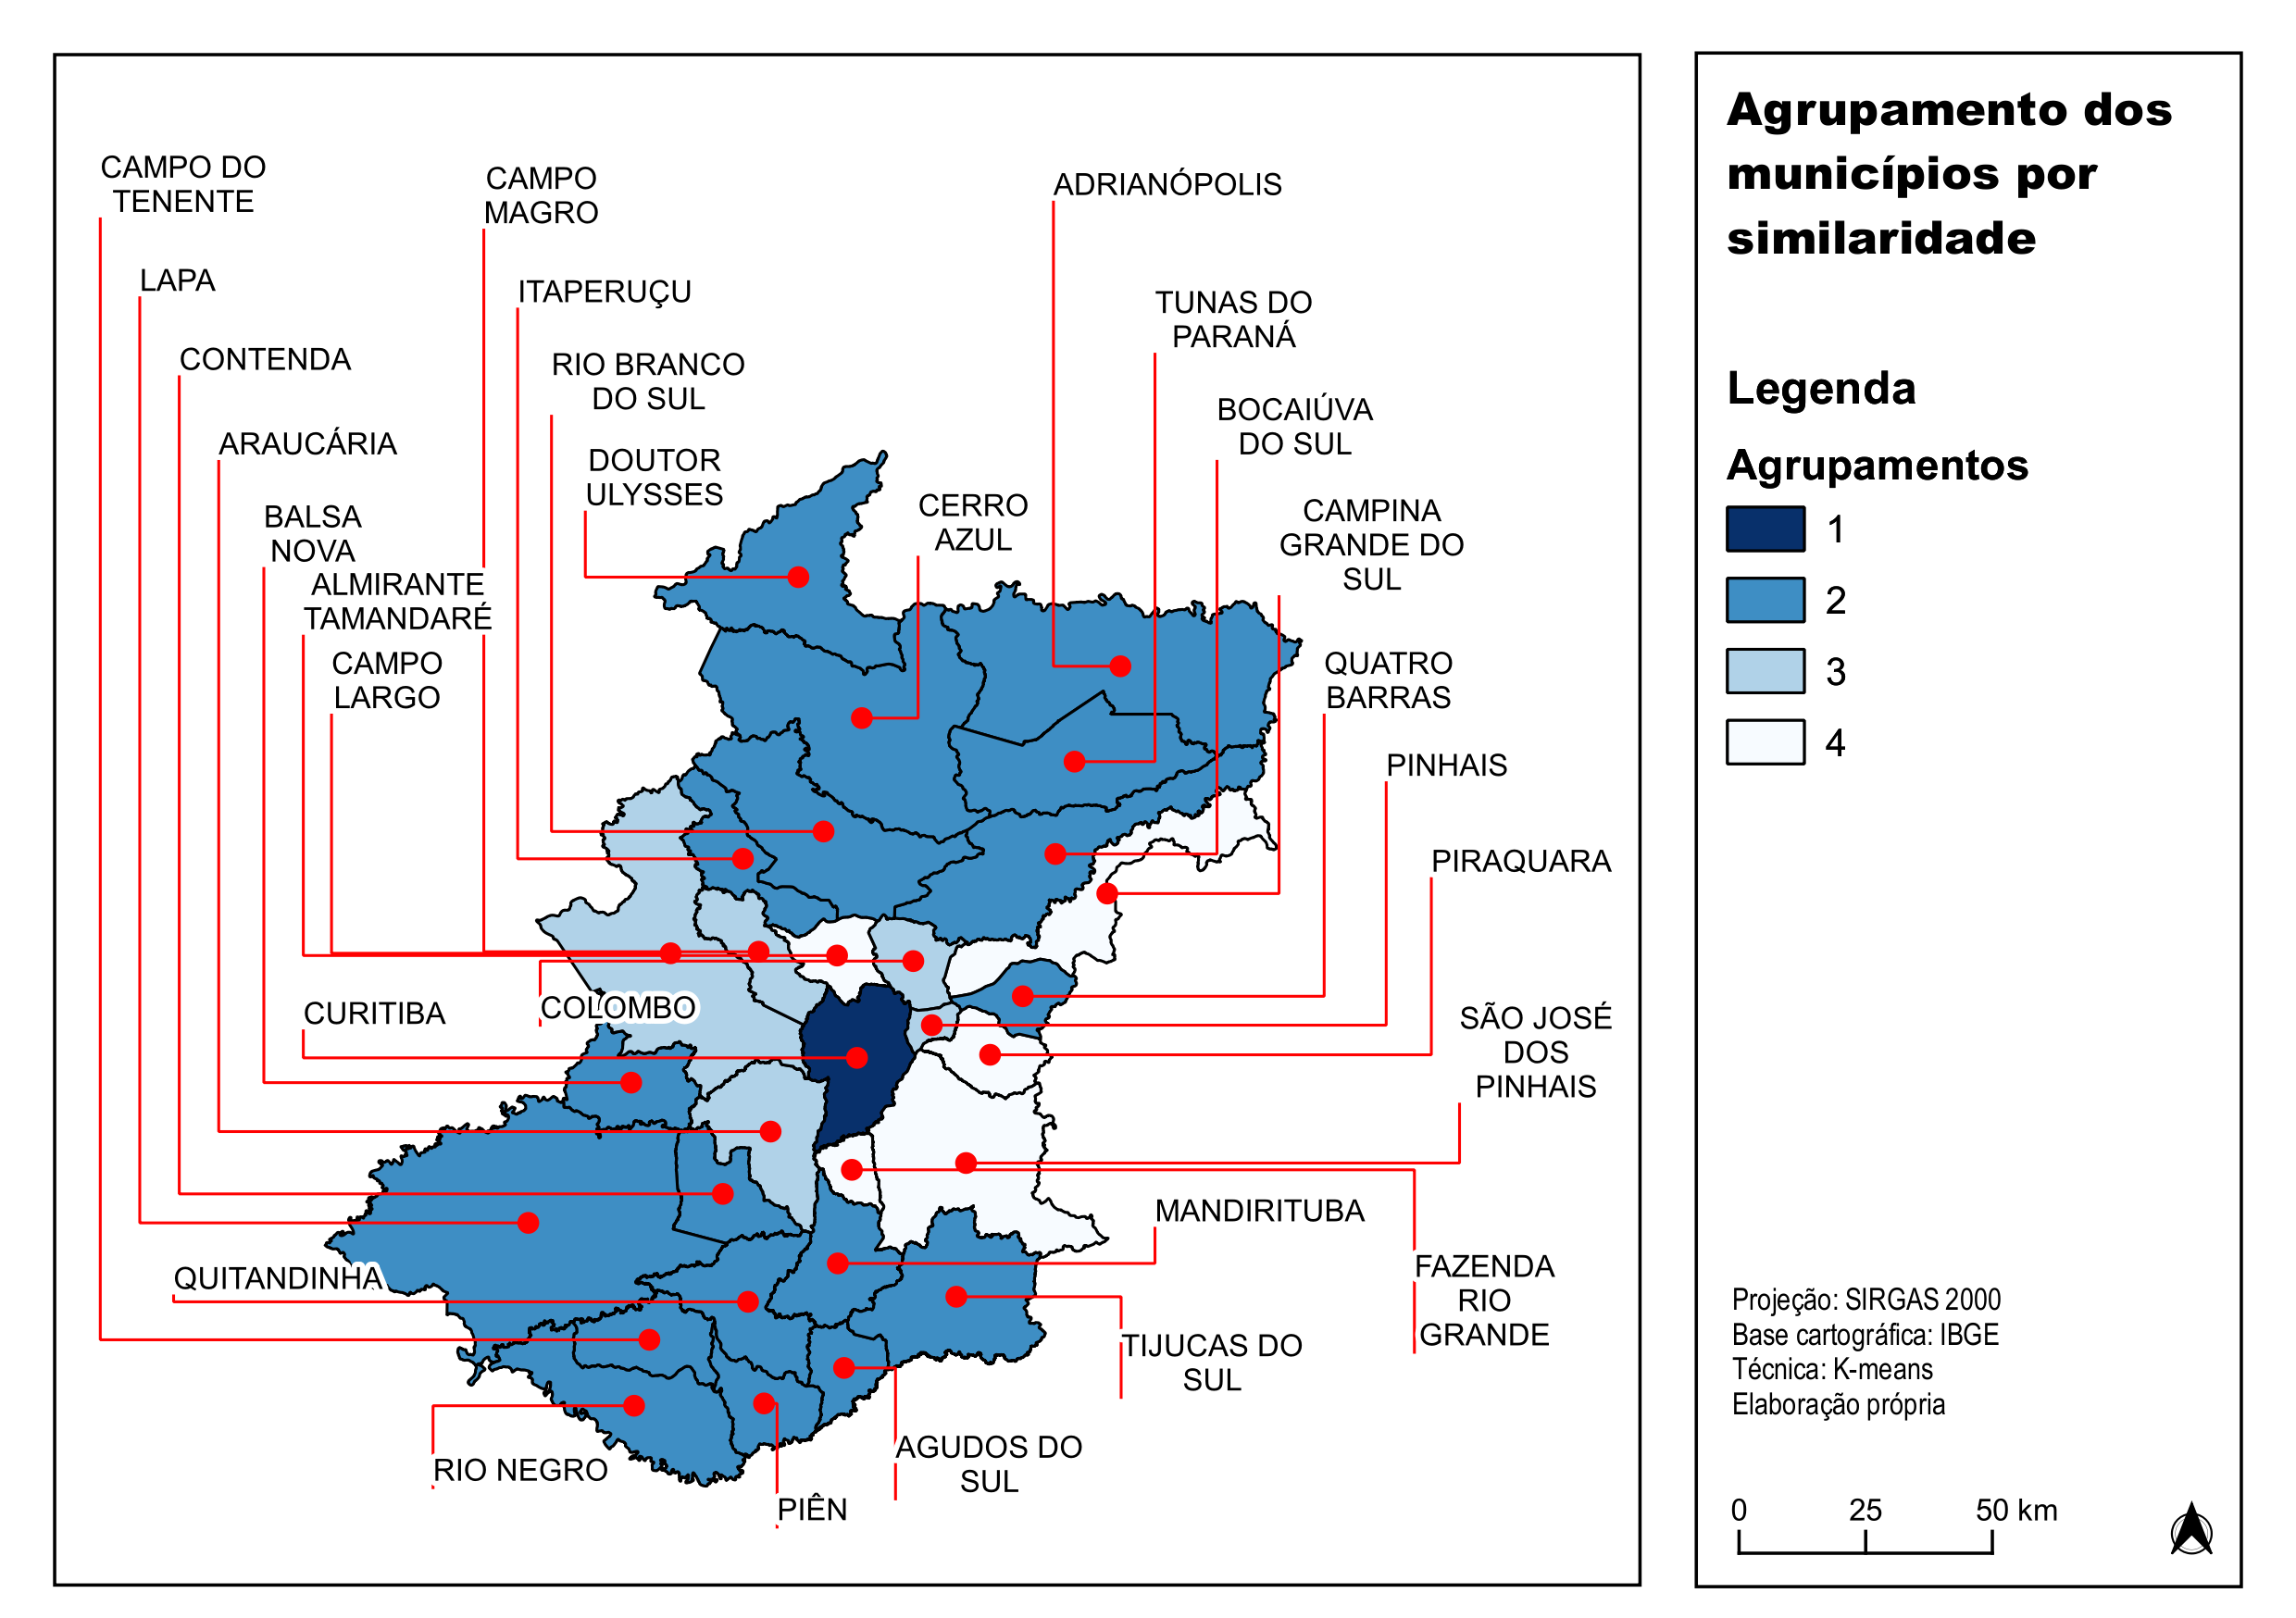 CAMPO DO
TENENTE
LAPA
CONTENDA
ARAUCÁRIA
BALSA
NOVA
ALMIRANTE
TAMANDARÉ
CAMPO
LARGO
CAMPO
MAGRO
ITAPERUÇU
RIO BRANCO
DO SUL
DOUTOR
ULYSSES
CERRO
AZUL
ADRIANÓPOLIS
TUNAS DO
PARANÁ
BOCAIÚVA
DO SUL
CAMPINA
GRANDE DO
SUL
QUATRO
BARRAS
PINHAIS
PIRAQUARA
SÃO JOSÉ
DOS
PINHAIS
CURITIBA
COLOMBO
MANDIRITUBA
FAZENDA
RIO
GRANDE
QUITANDINHA
TIJUCAS DO
SUL
AGUDOS DO
SUL
RIO NEGRO
PIÊN
Agrupamento dos
municípios por
similaridade
Legenda
Agrupamentos
1
2
3
4
Projeção: SIRGAS 2000
Base cartográfica: IBGE
Técnica: K-means
Elaboração própria
0 25 50 km